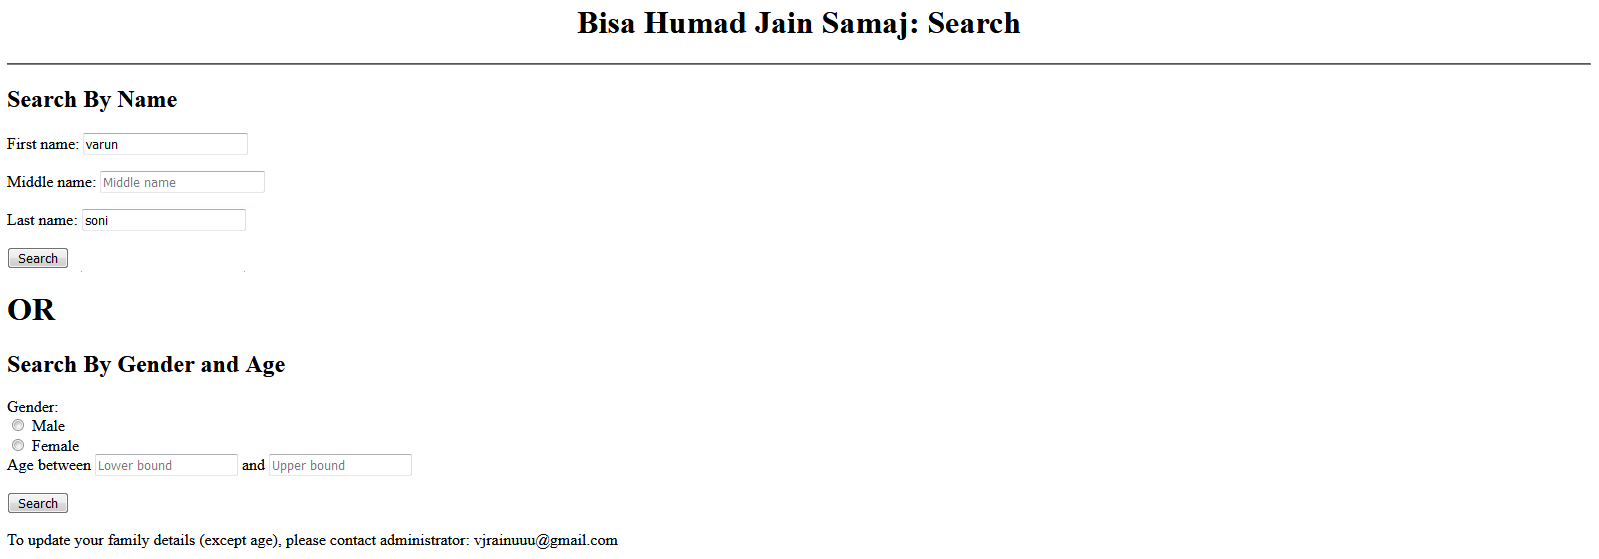 Bisa Humad Jain Samaj: Search
Search By Name
First name: varun
Middle name: Middle name
Last name: soni
Search
OR
Search By Gender and Age
Gender:
Male
Female
Age between Lower bound and Upper bound
Search
To update your family details (except age), please contact administrator: vjrainuuu@gmail.com